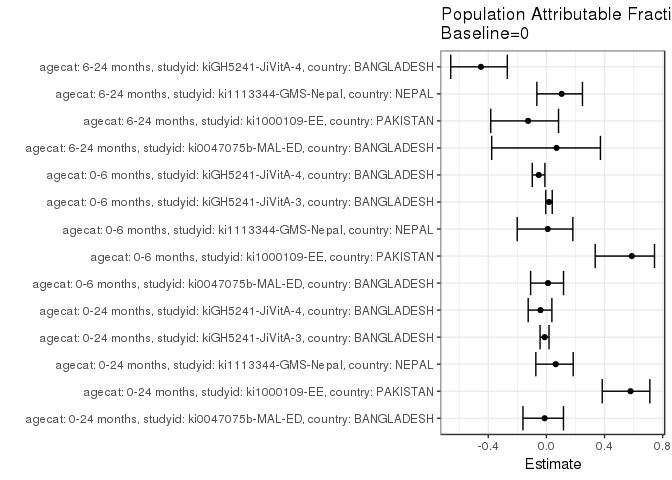 Population Attributable Fracti
Baseline=0
agecat: 6-24 months, studyid: kiGH5241-JiVitA-4, country: BANGLADESH
agecat: 6-24 months, studyid: ki1113344-GMS-Nepal, country: NEPAL
agecat: 6-24 months, studyid: ki1000109-EE, country: PAKISTAN
agecat: 6-24 months, studyid: ki0047075b-MAL-ED, country: BANGLADESH
agecat: 0-6 months, studyid: kiGH5241-JiVitA-4, country: BANGLADESH
agecat: 0-6 months, studyid: kiGH5241-JiVitA-3, country: BANGLADESH
agecat: 0-6 months, studyid: ki1113344-GMS-Nepal, country: NEPAL
agecat: 0-6 months, studyid: ki1000109-EE, country: PAKISTAN
agecat: 0-6 months, studyid: ki0047075b-MAL-ED, country: BANGLADESH
agecat: 0-24 months, studyid: kiGH5241-JiVitA-4, country: BANGLADESH
agecat: 0-24 months, studyid: kiGH5241-JiVitA-3, country: BANGLADESH
agecat: 0-24 months, studyid: ki1113344-GMS-Nepal, country: NEPAL
agecat: 0-24 months, studyid: ki1000109-EE, country: PAKISTAN
agecat: 0-24 months, studyid: ki0047075b-MAL-ED, country: BANGLADESH
-0.4 0.0 0.4 0.8
Estimate